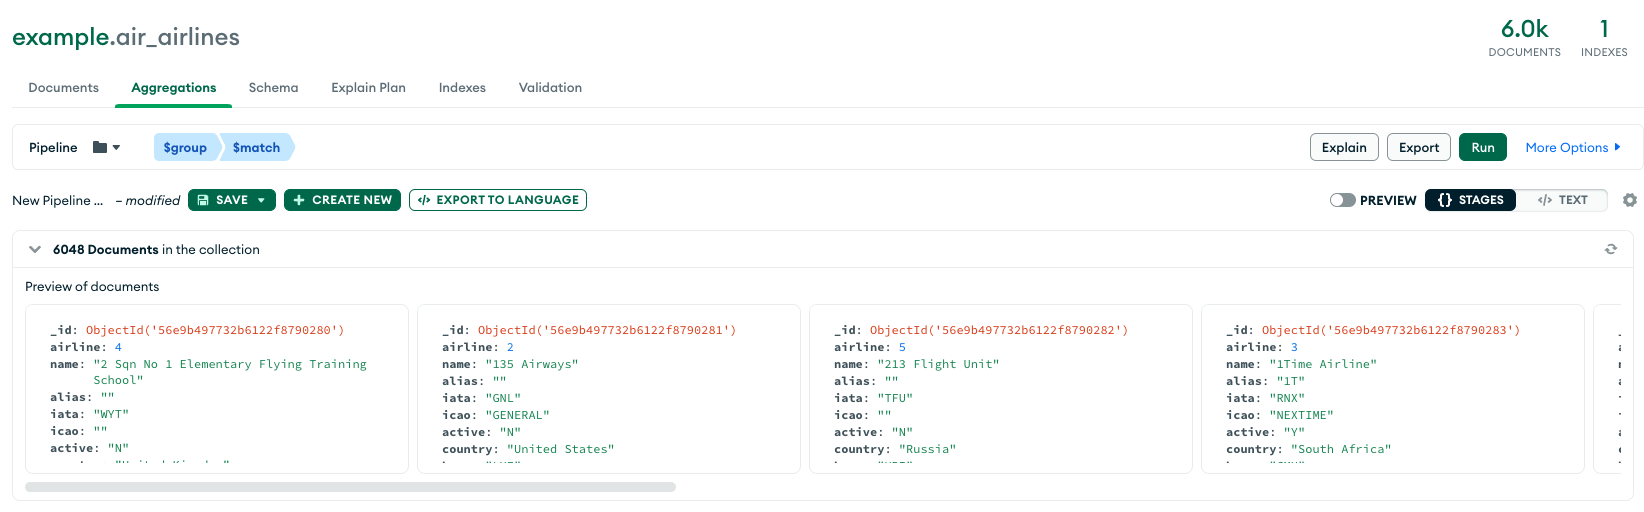 example.air_airlines
6.0k
DOCUMENTS
1
INDEXES
Documents
Aggregations
Schema
Explain Plan
Indexes
Validation
Pipeline
$group
$match
Explain
Export
Run
More Options
New Pipeline ...
– modified
SAVE
+ CREATE NEW
</> EXPORT TO LANGUAGE
PREVIEW
{} STAGES
</> TEXT
6048 Documents in the collection
Preview of documents
_id: ObjectId('56e9b497732b6122f8790280')
airline: 4
name: "2 Sqn No 1 Elementary Flying Training
School"
alias: ""
iata: "WYT"
icao: ""
active: "N"
_id: ObjectId('56e9b497732b6122f8790281')
airline: 2
name: "135 Airways"
alias: ""
iata: "GNL"
icao: "GENERAL"
active: "N"
country: "United States"
_id: ObjectId('56e9b497732b6122f8790282')
airline: 5
name: "213 Flight Unit"
alias: ""
iata: "TFU"
icao: ""
active: "N"
country: "Russia"
_id: ObjectId('56e9b497732b6122f8790283')
airline: 3
name: "1Time Airline"
alias: "1T"
iata: "RNX"
icao: "NEXTIME"
active: "Y"
country: "South Africa"